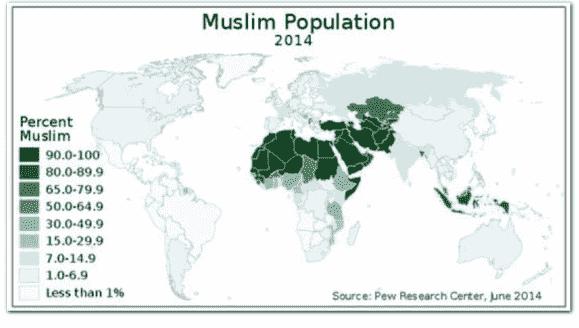 Muslim Population
2014
Percent
Muslim
90.0-100
80.0-89.9
65.0-79.9
50.0-64.9
30.0-49.9
15.0-29.9
7.0-14.9
1.0-6.9
Less than 1%
Source: Pew Research Center, June 2014